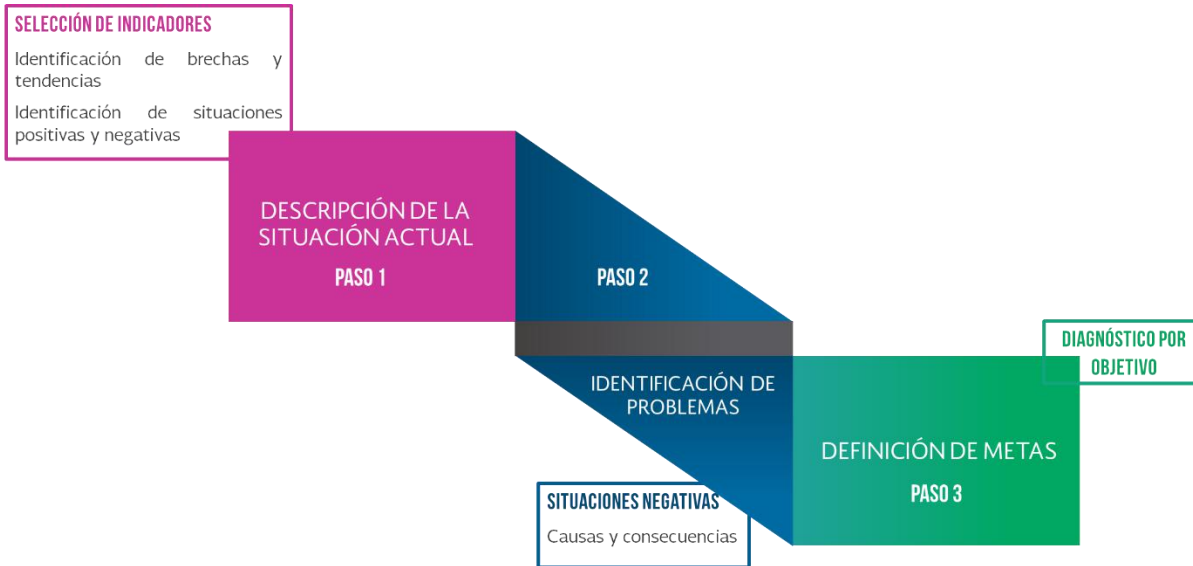 SELECCIÓN DE INDICADORES
Identificación de brechas y
tendencias
Identificación de situaciones
positivas y negativas
DESCRIPCIÓN DE LA
SITUACIÓN ACTUAL
PASO 1
PASO 2
IDENTIFICACIÓN DE
PROBLEMAS
SITUACIONES NEGATIVAS
Causas y consecuencias
DIAGNÓSTICO POR
OBJETIVO
DEFINICIÓN DE METAS
PASO 3